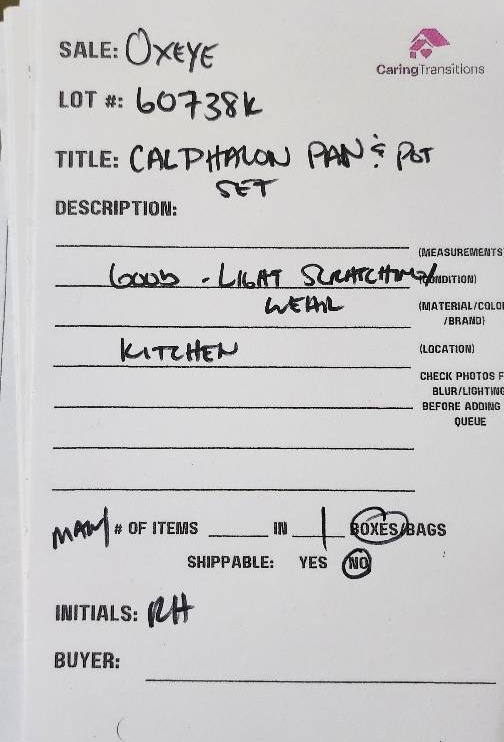 SALE: OXEYE
CaringTransitions
LOT #: 60738K
TITLE: CALPHALON PAN & POT
SET
DESCRIPTION:
(MEASUREMENTS
GOOD - LIGHT SCRATCHING/ CONDITION)
WEAR (MATERIAL/COLO
/BRAND)
KITCHEN (LOCATION)
CHECK PHOTOS F
BLUR/LIGHTING
BEFORE ADDING
QUEUE
MANY # OF ITEMS IN 1 BOXES/BAGS
SHIPPABLE: YES NO
INITIALS: RH
BUYER: